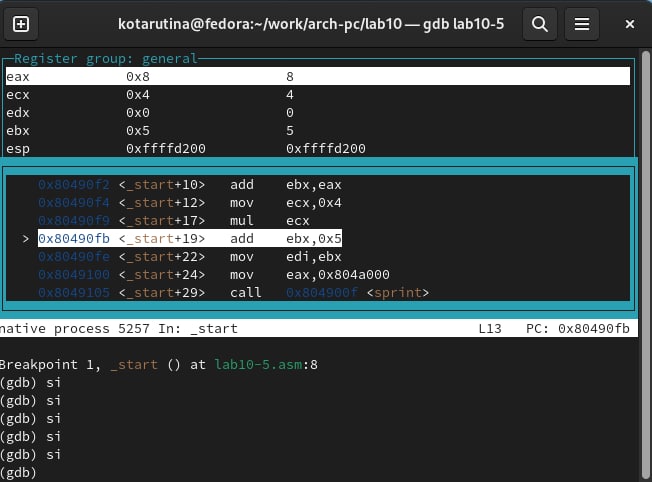 kotarutina@fedora:~/work/arch-pc/lab10 — gdb lab10-5
Register group: general
eax 0x8 8
ecx 0x4 4
edx 0x0 0
ebx 0x5 5
esp 0xffffd200 0xffffd200
0x80490f2 <_start+10> add ebx,eax
0x80490f4 <_start+12> mov ecx,0x4
0x80490f9 <_start+17> mul ecx
> 0x80490fb <_start+19> add ebx,0x5
0x80490fe <_start+22> mov edi,ebx
0x8049100 <_start+24> mov eax,0x804a000
0x8049105 <_start+29> call 0x804900f <sprint>
native process 5257 In: _start L13 PC: 0x80490fb
Breakpoint 1, _start () at lab10-5.asm:8
(gdb) si
(gdb) si
(gdb) si
(gdb) si
(gdb) si
(gdb)